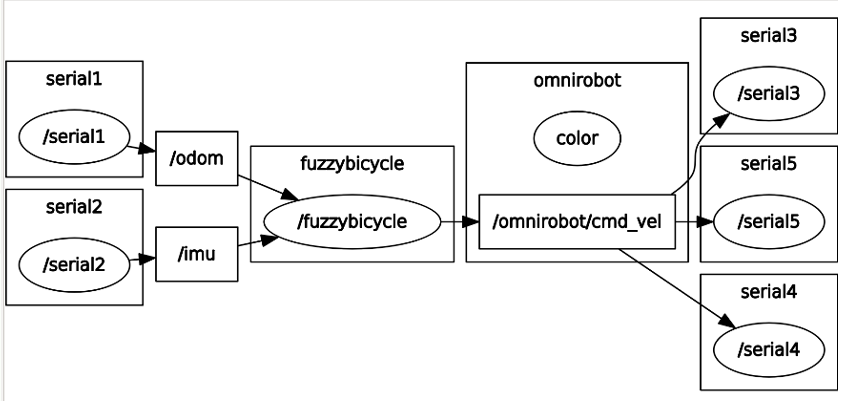 serial1
/serial1
serial2
/serial2
/odom
/imu
fuzzybicycle
/fuzzybicycle
omnirobot
color
/omnirobot/cmd_vel
serial3
/serial3
serial5
/serial5
serial4
/serial4